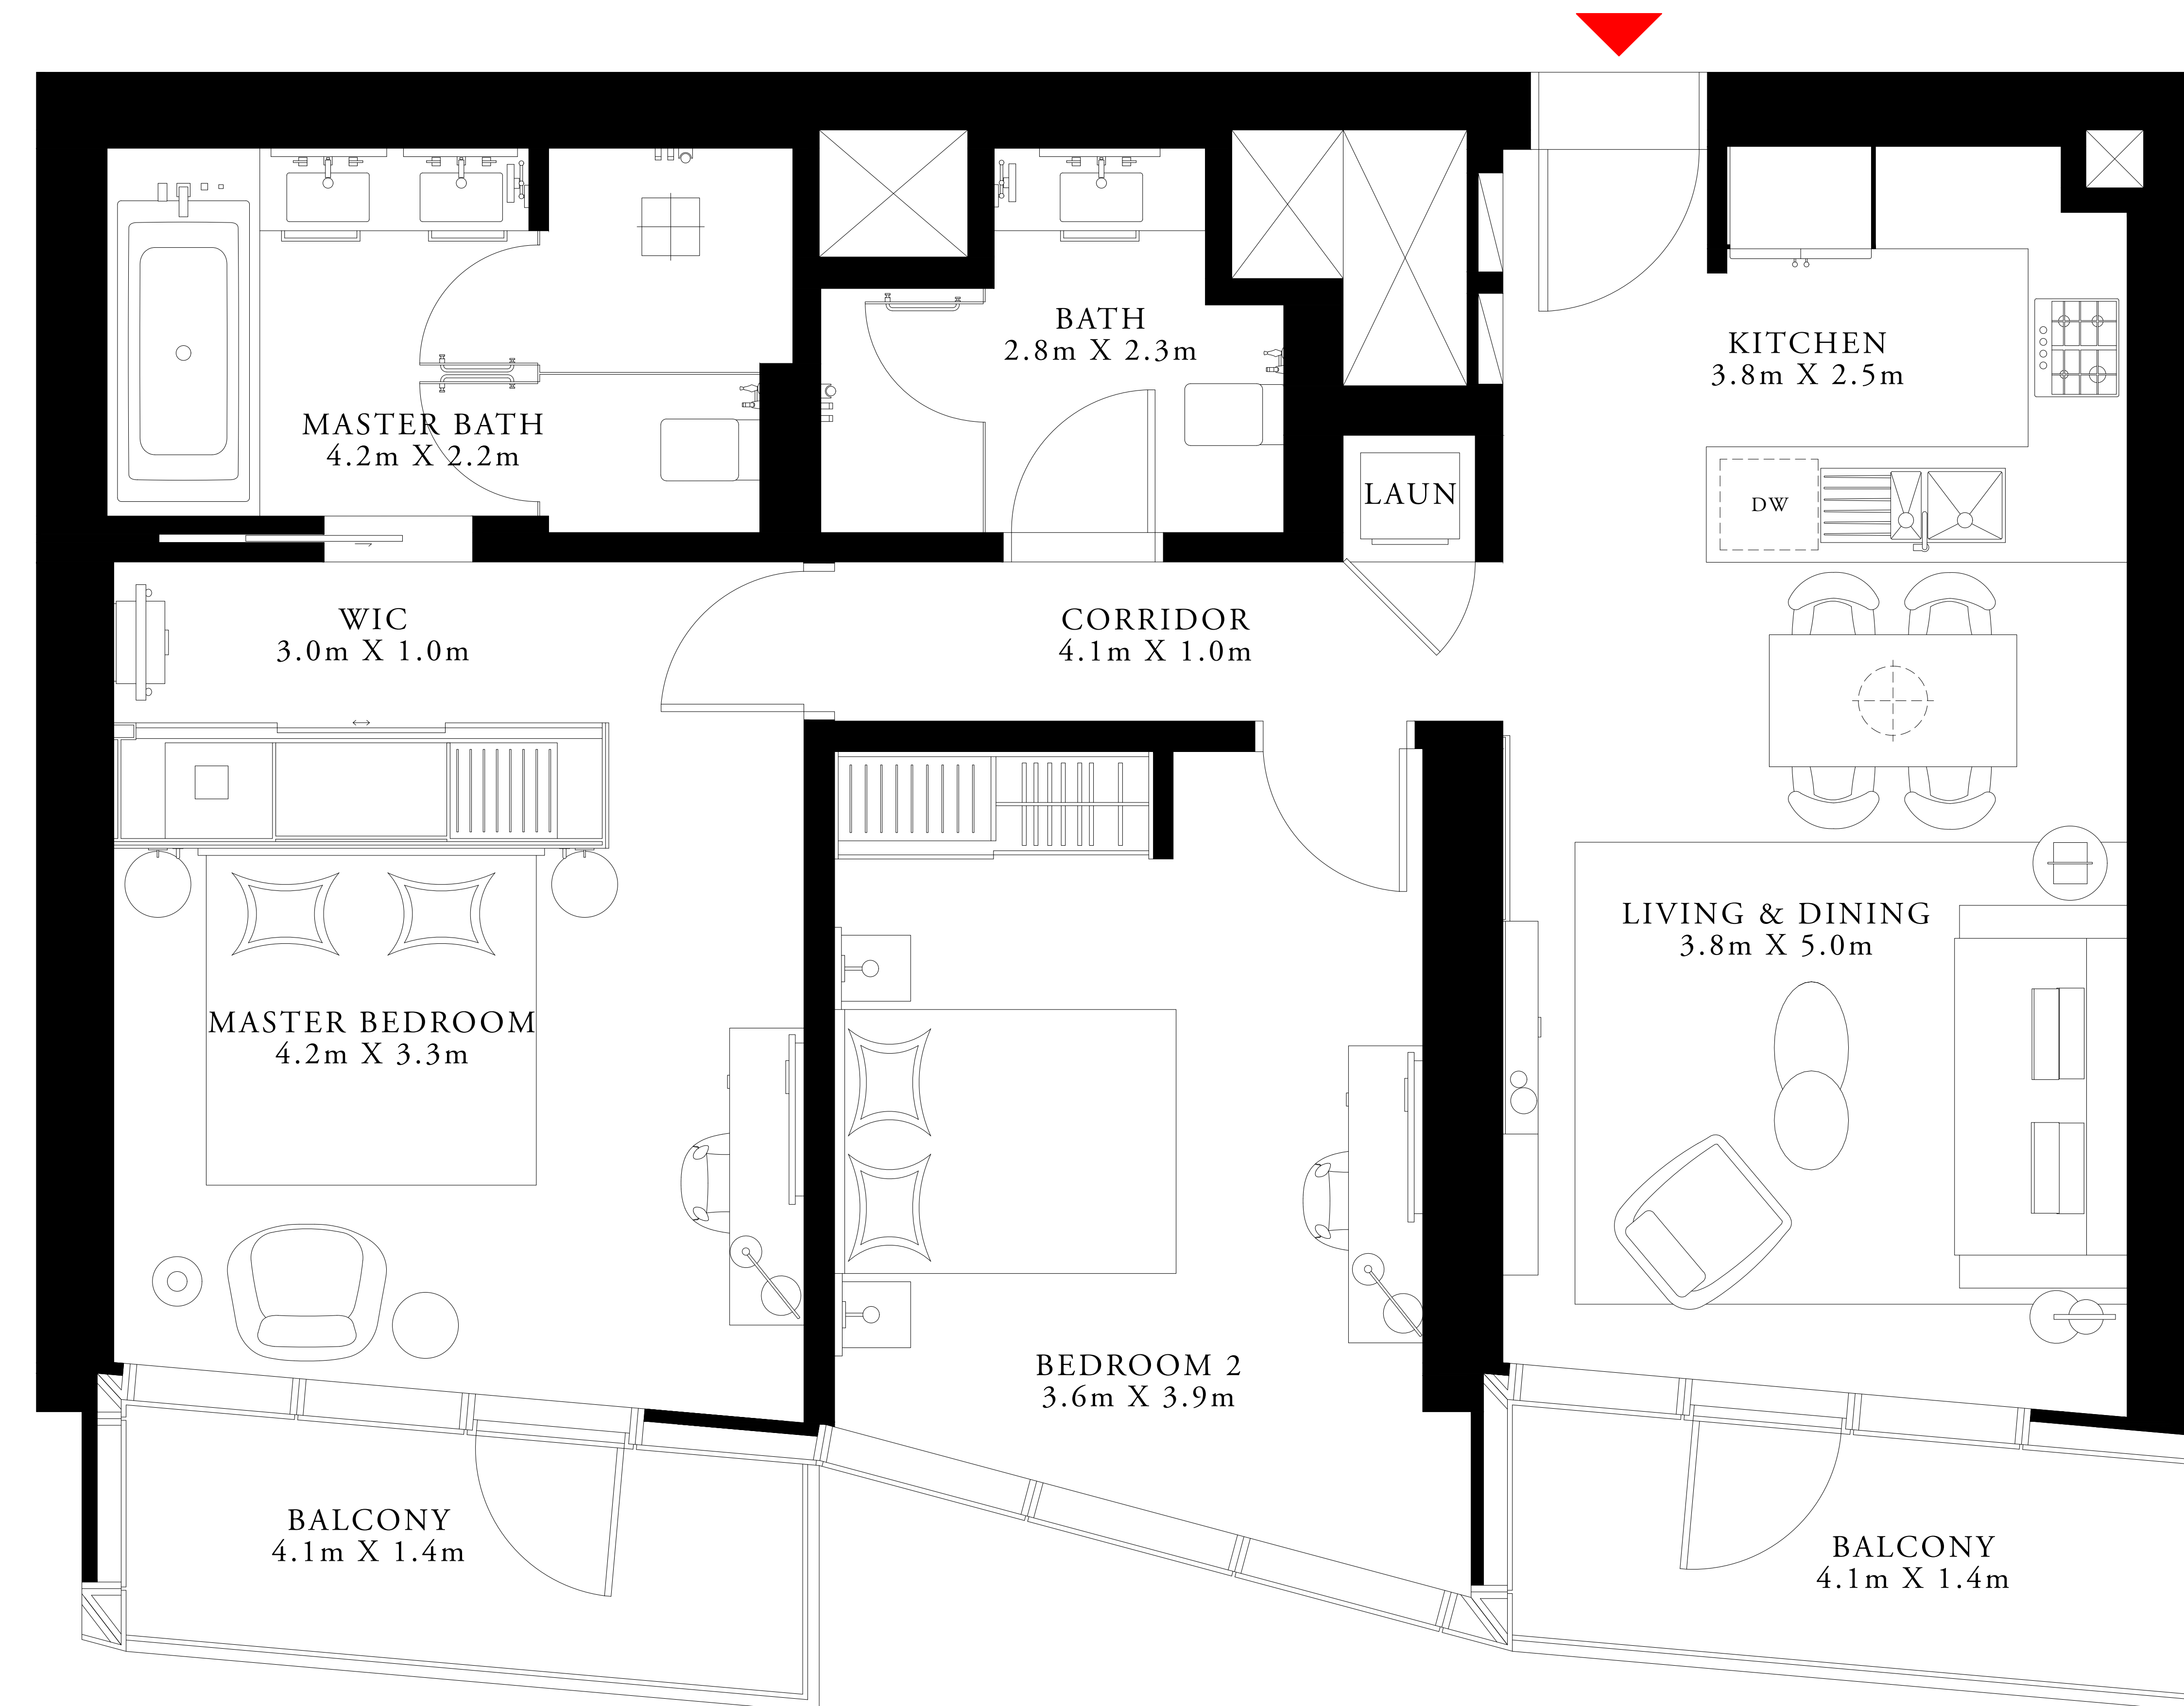 BATH
2.8m X 2.3m
KITCHEN
3.8m X 2.5m
MASTER BATH
4.2m X 2.2m
LAUN
DW
WIC
3.0m X 1.0m
CORRIDOR
4.1m X 1.0m
LIVING & DINING
3.8m X 5.0m
MASTER BEDROOM
4.2m X 3.3m
BEDROOM 2
3.6m X 3.9m
BALCONY
4.1m X 1.4m
BALCONY
4.1m X 1.4m